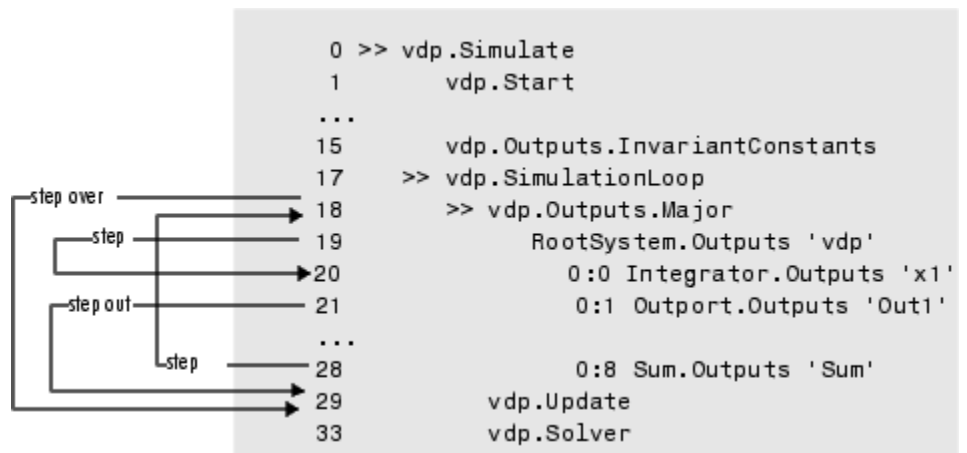 0 >> vdp.Simulate
1 vdp.Start
...
15 vdp.Outputs.InvariantConstants
17 >> vdp.SimulationLoop
step over
18 >> vdp.Outputs.Major
step
19 RootSystem.Outputs 'vdp'
20 0:0 Integrator.Outputs 'x1'
step out
21 0:1 Outport.Outputs 'Out1'
...
step
28 0:8 Sum.Outputs 'Sum'
29 vdp.Update
33 vdp.Solver